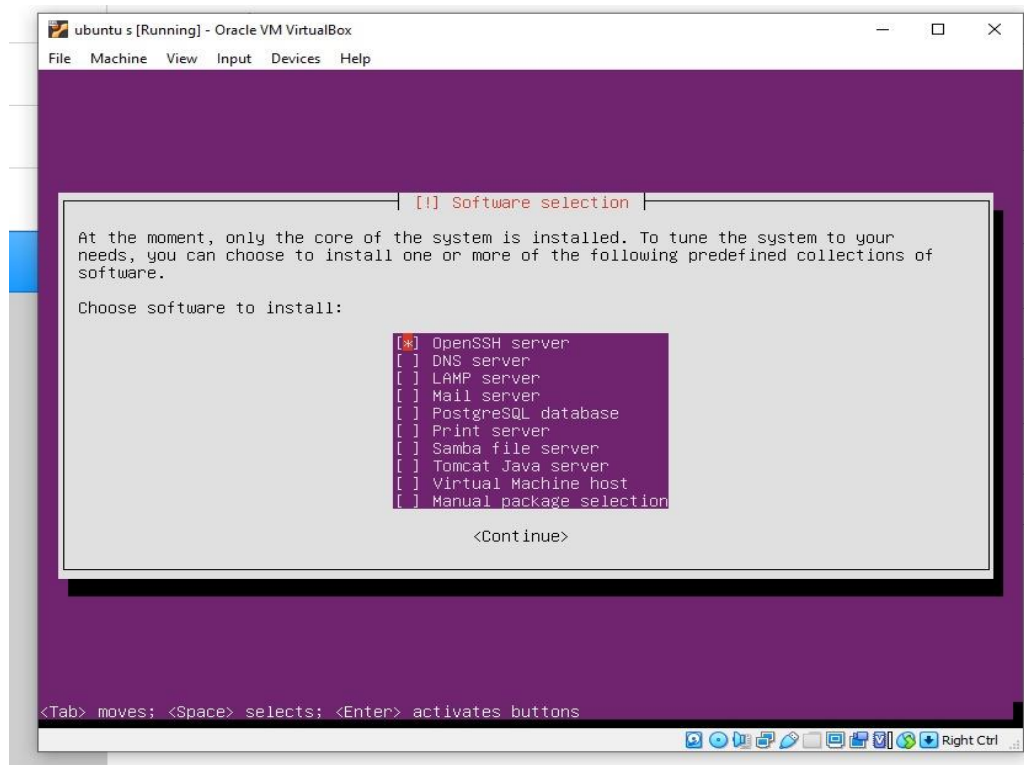 ubuntu s [Running] - Oracle VM VirtualBox
File Machine View Input Devices Help
[!] Software selection
At the moment, only the core of the system is installed. To tune the system to your
needs, you can choose to install one or more of the following predefined collections of
software.
Choose software to install:
[*] OpenSSH server
[ ] DNS server
[ ] LAMP server
[ ] Mail server
[ ] PostgreSQL database
[ ] Print server
[ ] Samba file server
[ ] Tomcat Java server
[ ] Virtual Machine host
[ ] Manual package selection
<Continue>
<Tab> moves; <Space> selects; <Enter> activates buttons
Right Ctrl